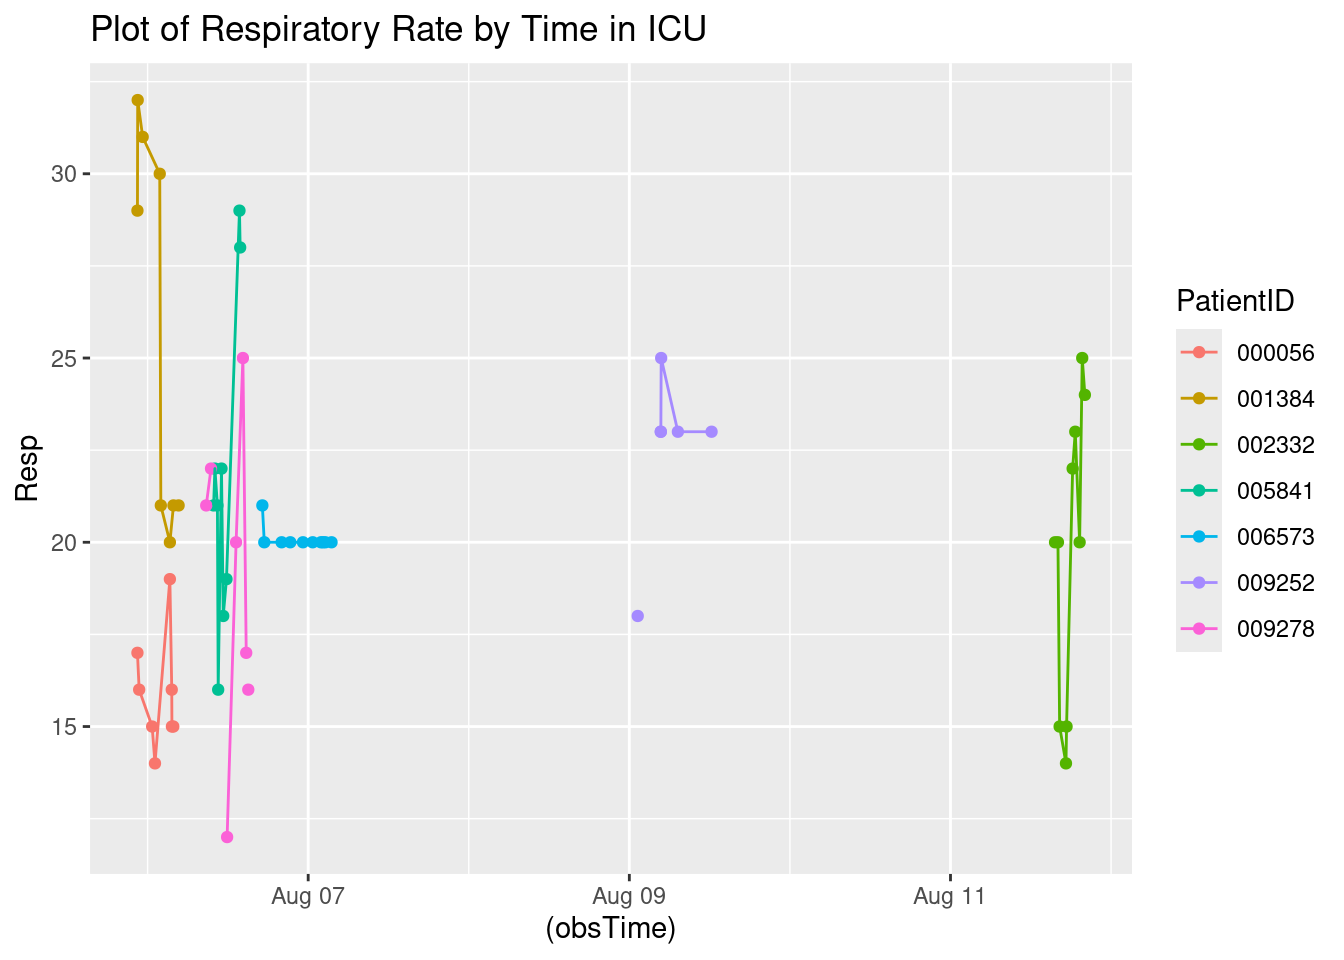 Plot of Respiratory Rate by Time in ICU
30
25
20
15
Resp
Aug 07
Aug 09
Aug 11
(obsTime)
PatientID
000056
001384
002332
005841
006573
009252
009278